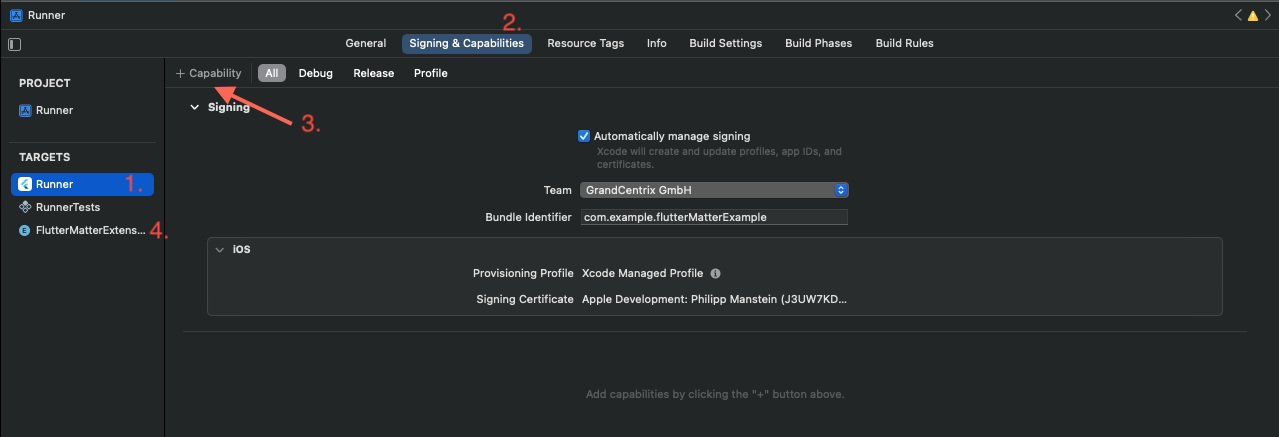 Runner
2.
General Signing & Capabilities Resource Tags Info Build Settings Build Phases Build Rules
+ Capability All Debug Release Profile
PROJECT
Runner
3.
Signing
Automatically manage signing
Xcode will create and update profiles, app IDs, and
certificates.
TARGETS
Runner 1.
RunnerTests
FlutterMatterExtens... 4.
Team GrandCentrix GmbH
Bundle Identifier com.example.flutterMatterExample
iOS
Provisioning Profile Xcode Managed Profile
Signing Certificate Apple Development: Philipp Manstein (J3UW7KD...
Add capabilities by clicking the "+" button above.